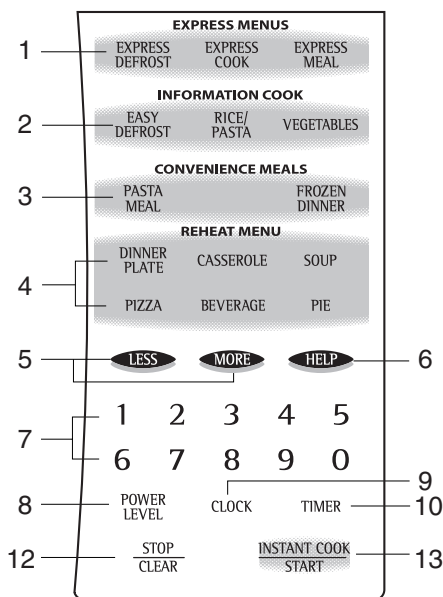 EXPRESS MENUS
1
EXPRESS DEFROST
EXPRESS COOK
EXPRESS MEAL
INFORMATION COOK
2
EASY DEFROST
RICE/ PASTA
VEGETABLES
CONVENIENCE MEALS
3
PASTA MEAL
FROZEN DINNER
REHEAT MENU
4
DINNER PLATE
CASSEROLE
SOUP
PIZZA
BEVERAGE
PIE
5
LESS
MORE
HELP
6
7
1 2 3 4 5
6 7 8 9 0
8
POWER LEVEL
9
CLOCK
TIMER
10
12
STOP
CLEAR
INSTANT COOK
START
13